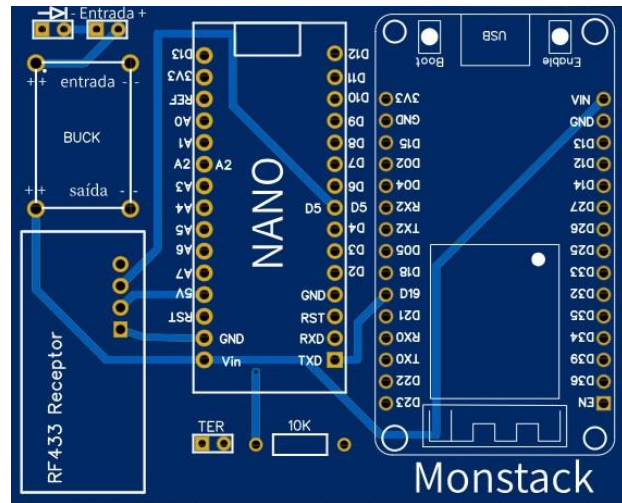 - Entrada +
++ entrada --
BUCK
++ saída --
RF433 Receptor
NANO
D13
3V3
REF
A0
A1
A2 A2
A3
A4
A5
A6
A7
5V
RST
GND
Vin
D12
D11
D10
D9
D8
D7
D6
D5 D5
D4
D3
D2
GND
RST
RXD
TXD
TER
10K
Boot
USB
Enable
3V3
GND
D15
D02
D04
RX2
TX2
D05
D18
D19
D21
RX0
TX0
D22
D23
VIN
GND
D13
D12
D14
D27
D26
D25
D33
D32
D35
D34
D39
D36
EN
Monstack